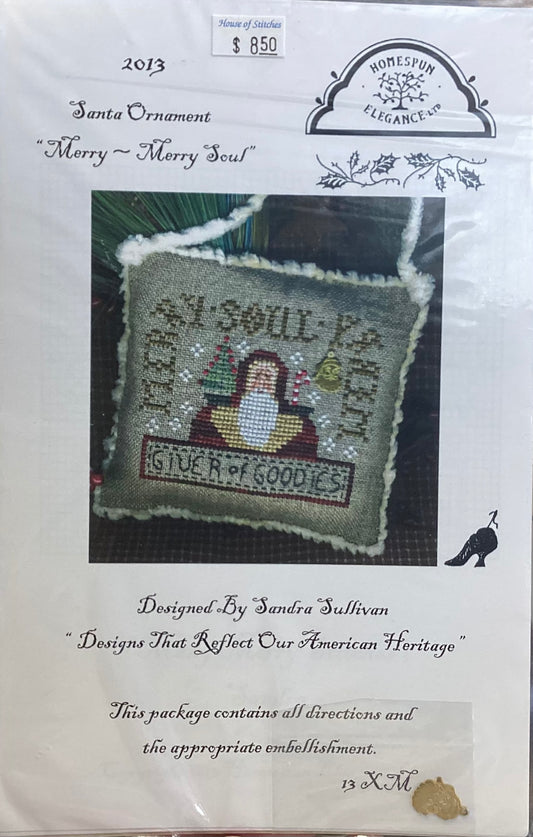 House of Stitches
$ 8.50
2013
HOMESPUN
ELEGANCE LTD
Santa Ornament
"Merry ~ Merry Soul"
MERRY·SOUL·
GIVER of GOODIES
Designed By Sandra Sullivan
"Designs That Reflect Our American Heritage"
This package contains all directions and
the appropriate embellishment.
13 XM